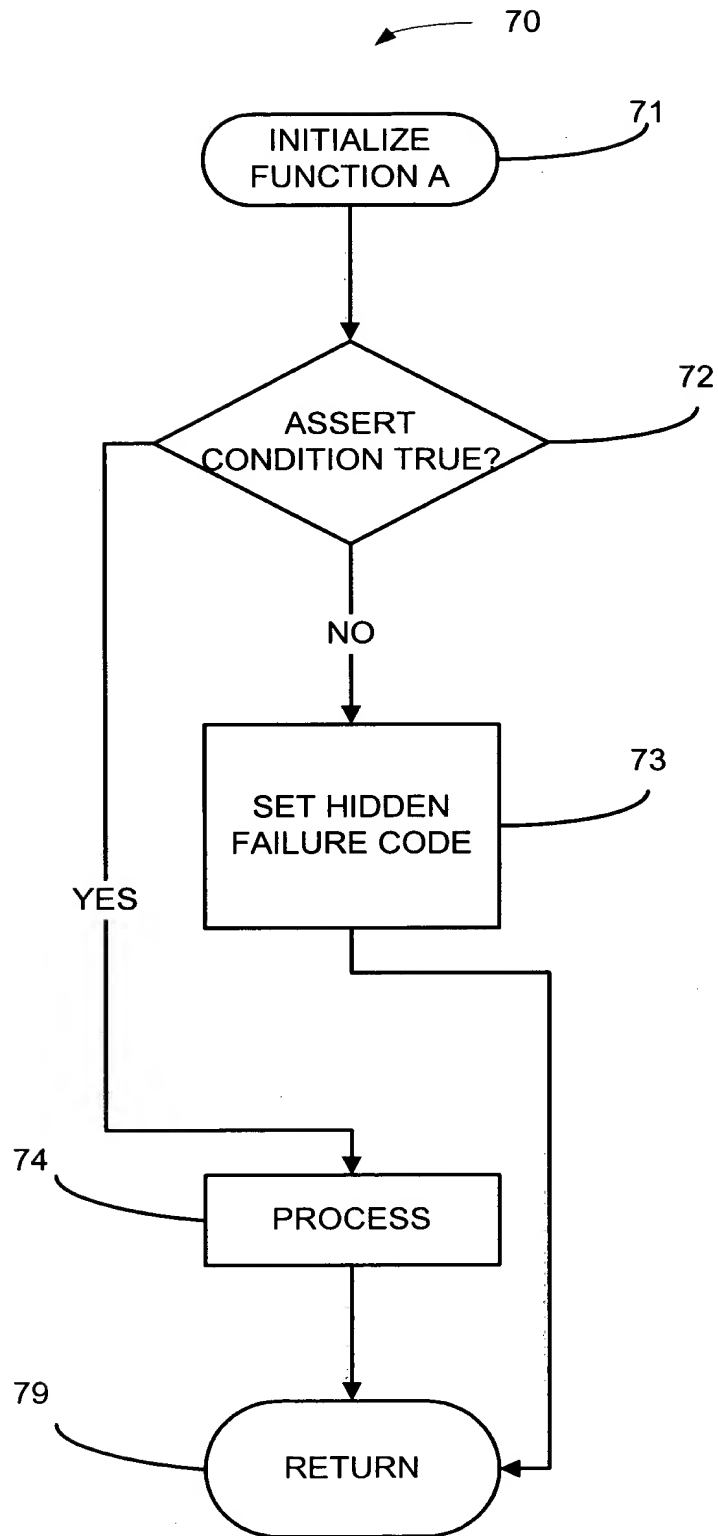 70
INITIALIZE
FUNCTION A
71
ASSERT
CONDITION TRUE?
72
NO
SET HIDDEN
FAILURE CODE
73
YES
74
PROCESS
79
RETURN